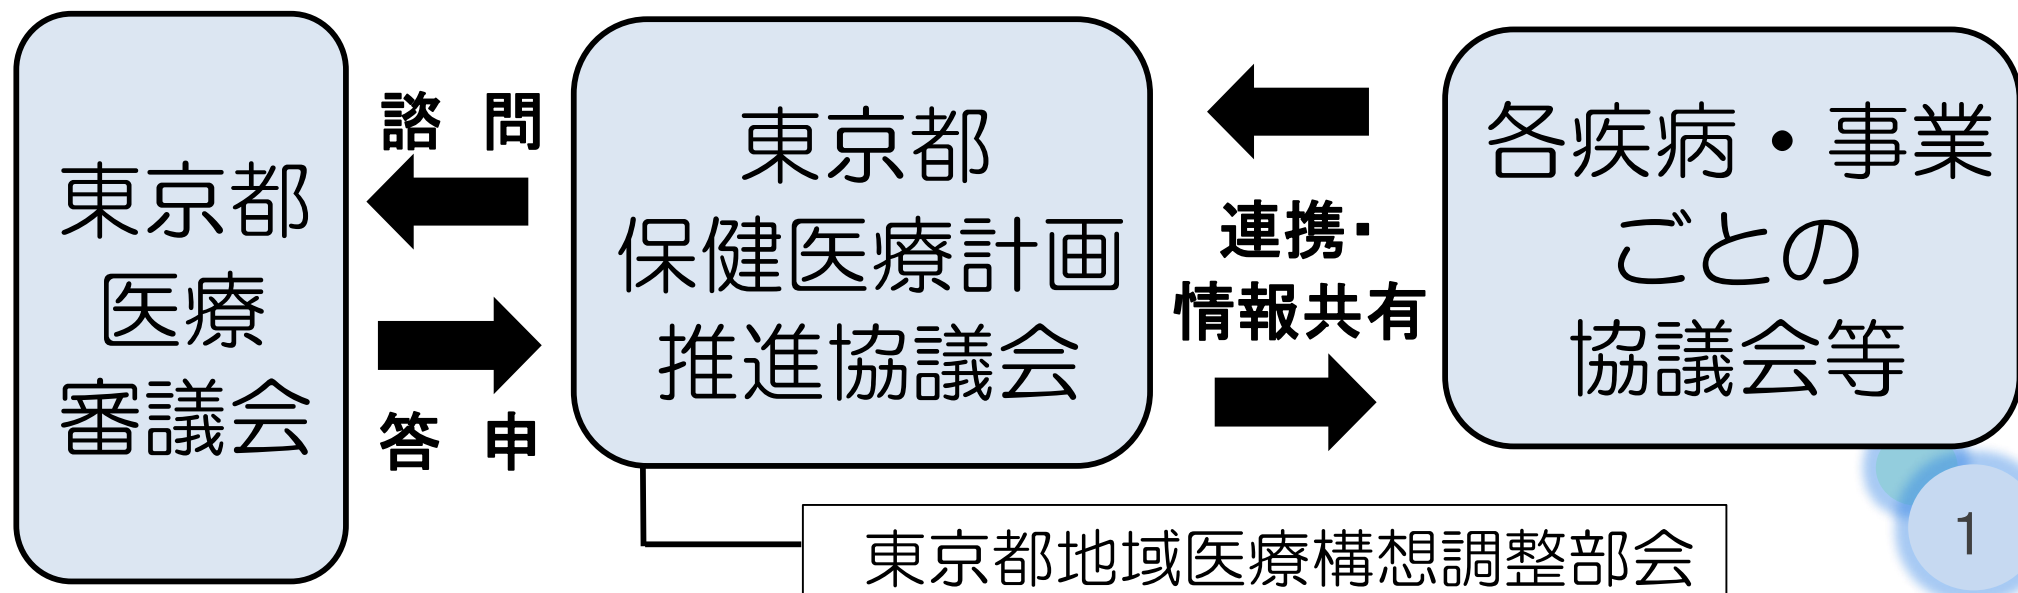 東京都
医療
審議会
諮 問
答 申
東京都
保健医療計画
推進協議会
連携・
情報共有
各疾病・事業
ごとの
協議会等
東京都地域医療構想調整部会
1